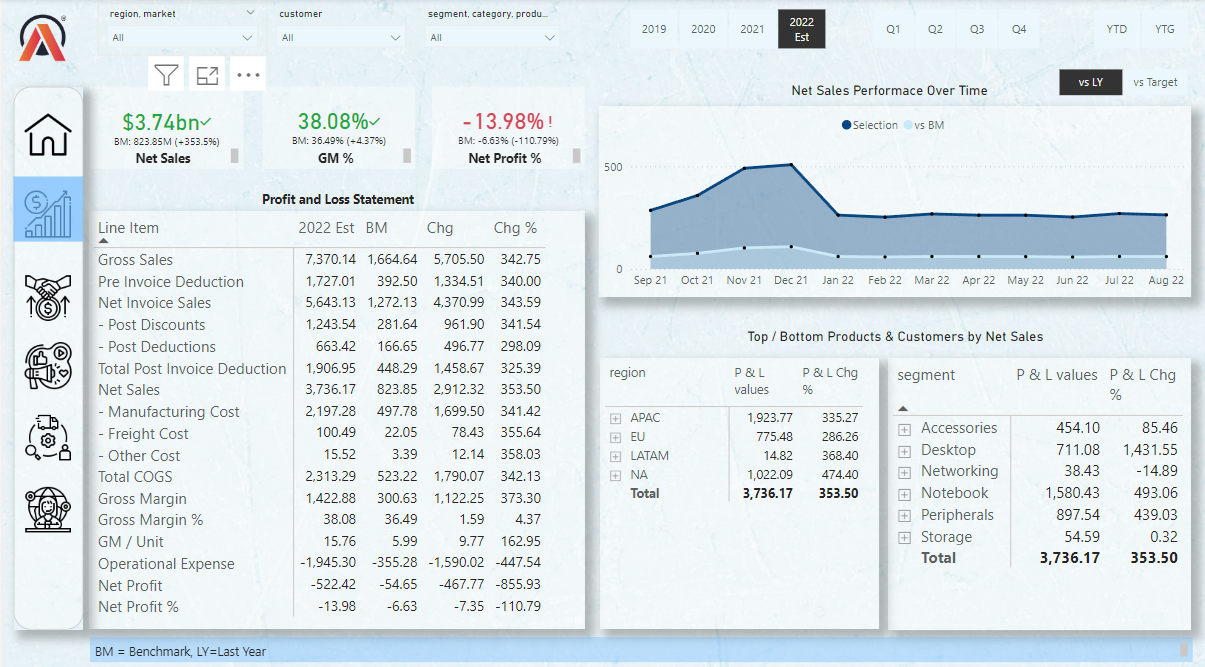 region, market
All
customer
All
segment, category, produ...
All
2019 2020 2021 2022 Est
Q1 Q2 Q3 Q4
YTD YTG
vs LY vs Target
$3.74bn
BM: 823.85M (+353.5%)
Net Sales
38.08%
BM: 36.49% (+4.37%)
GM %
-13.98% !
BM: -6.63% (-110.79%)
Net Profit %
Net Sales Performace Over Time
Selection vs BM
500
0
Sep 21 Oct 21 Nov 21 Dec 21 Jan 22 Feb 22 Mar 22 Apr 22 May 22 Jun 22 Jul 22 Aug 22
Profit and Loss Statement
Line Item 2022 Est BM Chg Chg %
Gross Sales 7,370.14 1,664.64 5,705.50 342.75
Pre Invoice Deduction 1,727.01 392.50 1,334.51 340.00
Net Invoice Sales 5,643.13 1,272.13 4,370.99 343.59
- Post Discounts 1,243.54 281.64 961.90 341.54
- Post Deductions 663.42 166.65 496.77 298.09
Total Post Invoice Deduction 1,906.95 448.29 1,458.67 325.39
Net Sales 3,736.17 823.85 2,912.32 353.50
- Manufacturing Cost 2,197.28 497.78 1,699.50 341.42
- Freight Cost 100.49 22.05 78.43 355.64
- Other Cost 15.52 3.39 12.14 358.03
Total COGS 2,313.29 523.22 1,790.07 342.13
Gross Margin 1,422.88 300.63 1,122.25 373.30
Gross Margin % 38.08 36.49 1.59 4.37
GM / Unit 15.76 5.99 9.77 162.95
Operational Expense -1,945.30 -355.28 -1,590.02 -447.54
Net Profit -522.42 -54.65 -467.77 -855.93
Net Profit % -13.98 -6.63 -7.35 -110.79
Top / Bottom Products & Customers by Net Sales
region P & L values P & L Chg %
APAC 1,923.77 335.27
EU 775.48 286.26
LATAM 14.82 368.40
NA 1,022.09 474.40
Total 3,736.17 353.50
segment P & L values P & L Chg %
Accessories 454.10 85.46
Desktop 711.08 1,431.55
Networking 38.43 -14.89
Notebook 1,580.43 493.06
Peripherals 897.54 439.03
Storage 54.59 0.32
Total 3,736.17 353.50
BM = Benchmark, LY=Last Year